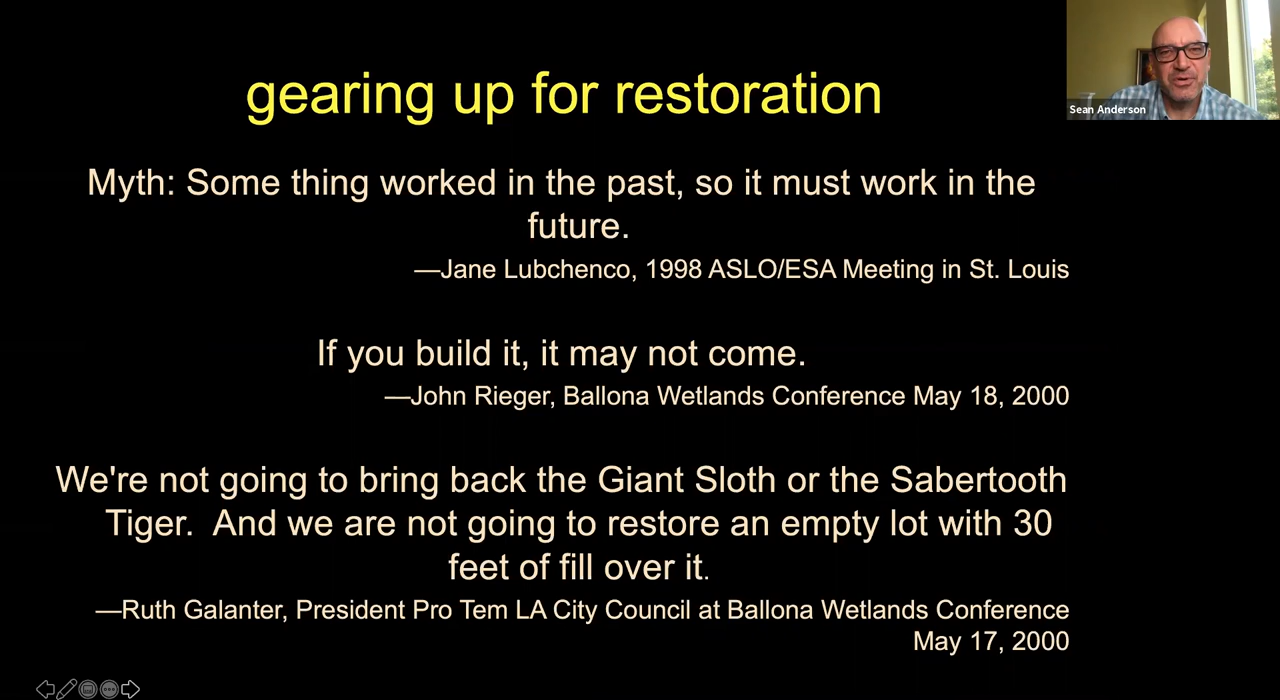 gearing up for restoration
Sean Anderson
Myth: Some thing worked in the past, so it must work in the
future.
—Jane Lubchenco, 1998 ASLO/ESA Meeting in St. Louis
If you build it, it may not come.
—John Rieger, Ballona Wetlands Conference May 18, 2000
We're not going to bring back the Giant Sloth or the Sabertooth
Tiger.  And we are not going to restore an empty lot with 30
feet of fill over it.
—Ruth Galanter, President Pro Tem LA City Council at Ballona Wetlands Conference
May 17, 2000